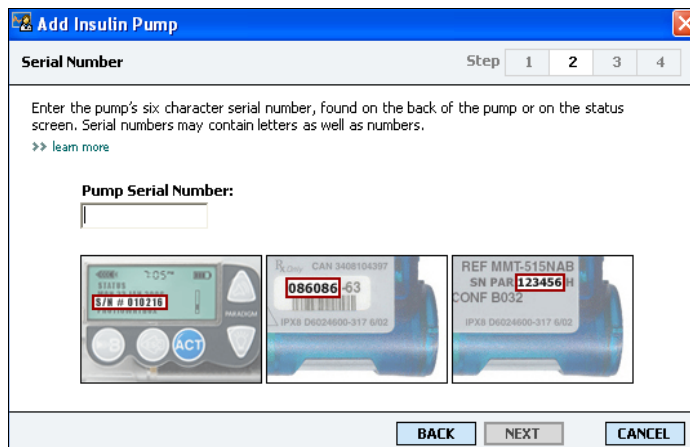 Add Insulin Pump
Serial Number
Step 1 2 3 4
Enter the pump's six character serial number, found on the back of the pump or on the status
screen. Serial numbers may contain letters as well as numbers.
>> learn more
Pump Serial Number:
7:05
STATUS
S/N # 010216
PARADIGM
B
ACT
Rx Only CAN 3408104397
086086-63
IPX8 D6024600-317 6/02
REF MMT-515NAB
SN PAR 123456 H
CONF B032
IPX8 D6024600-317 6/02
BACK NEXT CANCEL